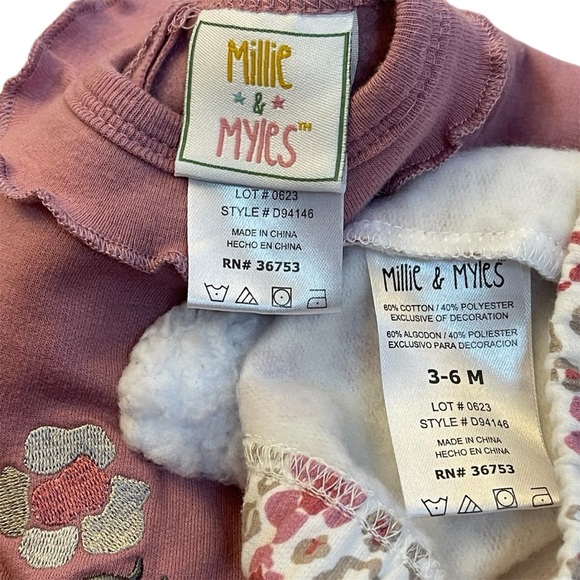 Millie
&
Myles™
LOT # 0623
STYLE # D94146
MADE IN CHINA
HECHO EN CHINA
RN# 36753
Millie & Myles™
60% COTTON / 40% POLYESTER
EXCLUSIVE OF DECORATION
60% ALGODON / 40% POLIESTER
EXCLUSIVO PARA DECORACION
3-6 M
LOT # 0623
STYLE # D94146
MADE IN CHINA
HECHO EN CHINA
RN# 36753